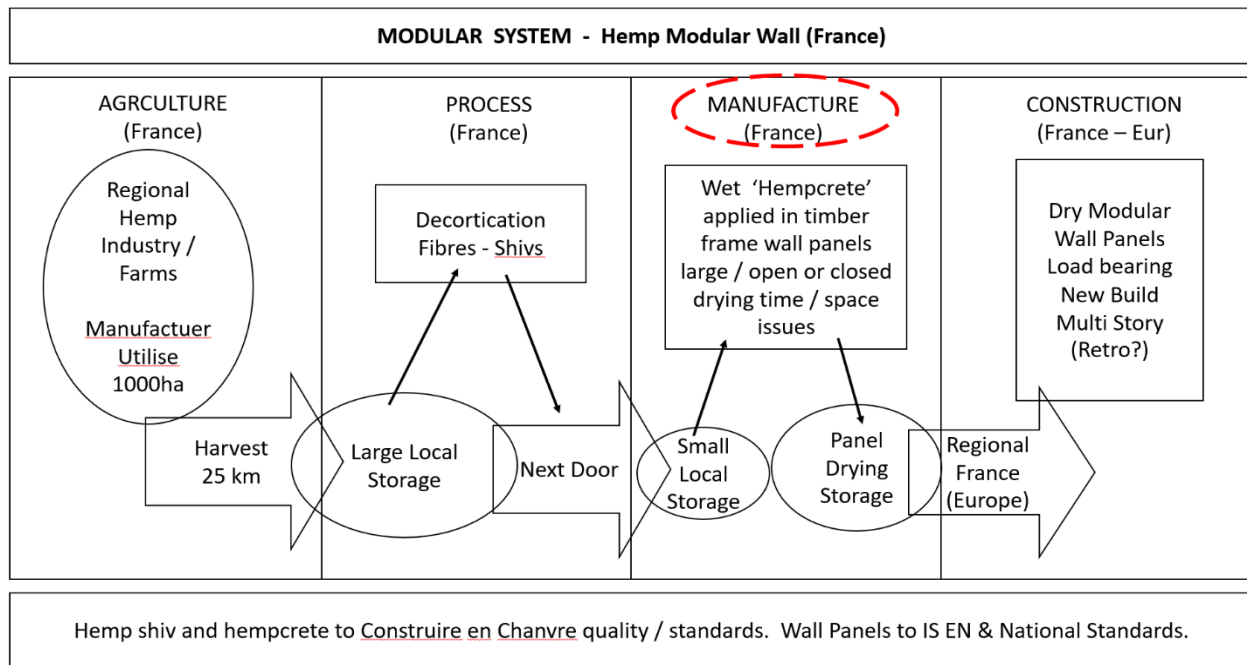 MODULAR SYSTEM - Hemp Modular Wall (France)
AGRCULTURE
(France)
Regional
Hemp
Industry /
Farms
Manufactuer
Utilise
1000ha
Harvest
25 km
PROCESS
(France)
Decortication
Fibres - Shivs
Large Local
Storage
Next Door
MANUFACTURE
(France)
Wet 'Hempcrete'
applied in timber
frame wall panels
large / open or closed
drying time / space
issues
Small
Local
Storage
Panel
Drying
Storage
CONSTRUCTION
(France – Eur)
Dry Modular
Wall Panels
Load bearing
New Build
Multi Story
(Retro?)
Regional
France
(Europe)
Hemp shiv and hempcrete to Construire en Chanvre quality / standards. Wall Panels to IS EN & National Standards.